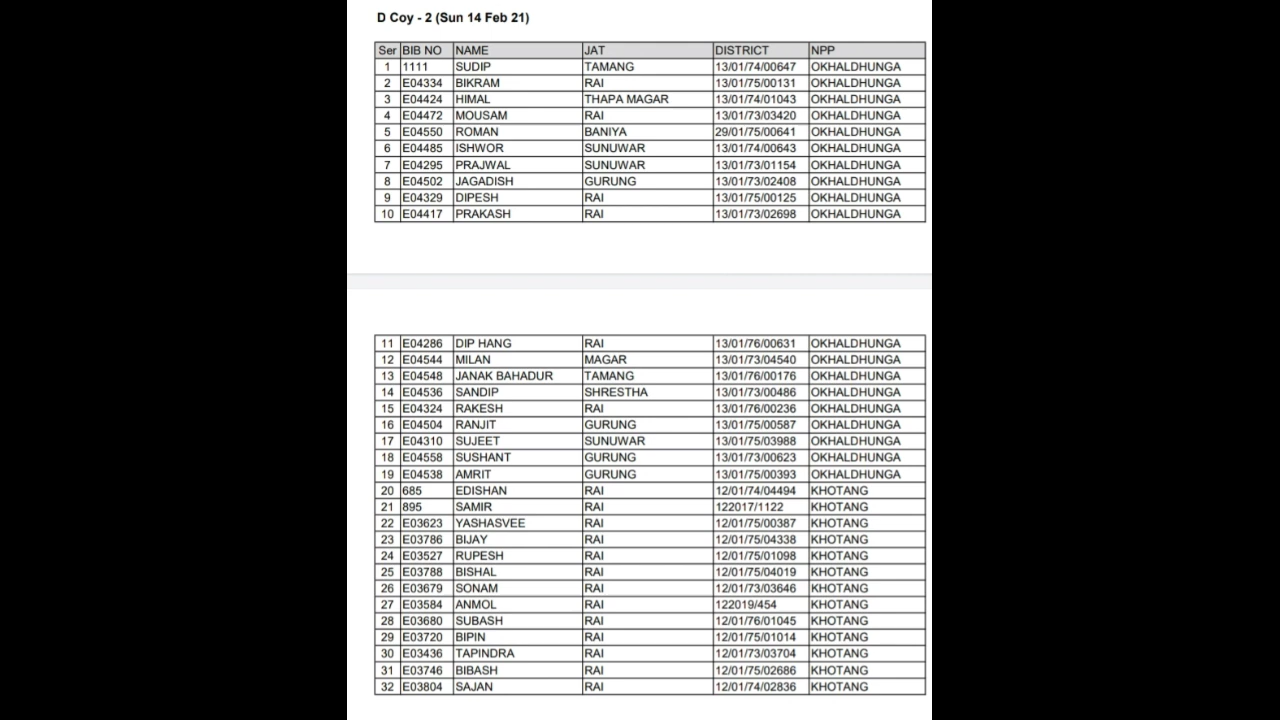 D Coy - 2 (Sun 14 Feb 21)
Ser BIB NO NAME JAT DISTRICT NPP
1 1111 SUDIP TAMANG 13/01/74/00647 OKHALDHUNGA
2 E04334 BIKRAM RAI 13/01/75/00131 OKHALDHUNGA
3 E04424 HIMAL THAPA MAGAR 13/01/74/01043 OKHALDHUNGA
4 E04472 MOUSAM RAI 13/01/73/03420 OKHALDHUNGA
5 E04550 ROMAN BANIYA 29/01/75/00641 OKHALDHUNGA
6 E04485 ISHWOR SUNUWAR 13/01/74/00643 OKHALDHUNGA
7 E04295 PRAJWAL SUNUWAR 13/01/73/01154 OKHALDHUNGA
8 E04502 JAGADISH GURUNG 13/01/73/02408 OKHALDHUNGA
9 E04329 DIPESH RAI 13/01/75/00125 OKHALDHUNGA
10 E04417 PRAKASH RAI 13/01/73/02698 OKHALDHUNGA
11 E04286 DIP HANG RAI 13/01/76/00631 OKHALDHUNGA
12 E04544 MILAN MAGAR 13/01/73/04540 OKHALDHUNGA
13 E04548 JANAK BAHADUR TAMANG 13/01/76/00176 OKHALDHUNGA
14 E04536 SANDIP SHRESTHA 13/01/73/00486 OKHALDHUNGA
15 E04324 RAKESH RAI 13/01/76/00236 OKHALDHUNGA
16 E04504 RANJIT GURUNG 13/01/75/00587 OKHALDHUNGA
17 E04310 SUJEET SUNUWAR 13/01/75/03988 OKHALDHUNGA
18 E04558 SUSHANT GURUNG 13/01/73/00623 OKHALDHUNGA
19 E04538 AMRIT GURUNG 13/01/75/00393 OKHALDHUNGA
20 685 EDISHAN RAI 12/01/74/04494 KHOTANG
21 895 SAMIR RAI 122017/1122 KHOTANG
22 E03623 YASHASVEE RAI 12/01/75/00387 KHOTANG
23 E03786 BIJAY RAI 12/01/75/04338 KHOTANG
24 E03527 RUPESH RAI 12/01/75/01098 KHOTANG
25 E03788 BISHAL RAI 12/01/75/04019 KHOTANG
26 E03679 SONAM RAI 12/01/73/03646 KHOTANG
27 E03584 ANMOL RAI 122019/454 KHOTANG
28 E03680 SUBASH RAI 12/01/76/01045 KHOTANG
29 E03720 BIPIN RAI 12/01/75/01014 KHOTANG
30 E03436 TAPINDRA RAI 12/01/73/03704 KHOTANG
31 E03746 BIBASH RAI 12/01/75/02686 KHOTANG
32 E03804 SAJAN RAI 12/01/74/02836 KHOTANG